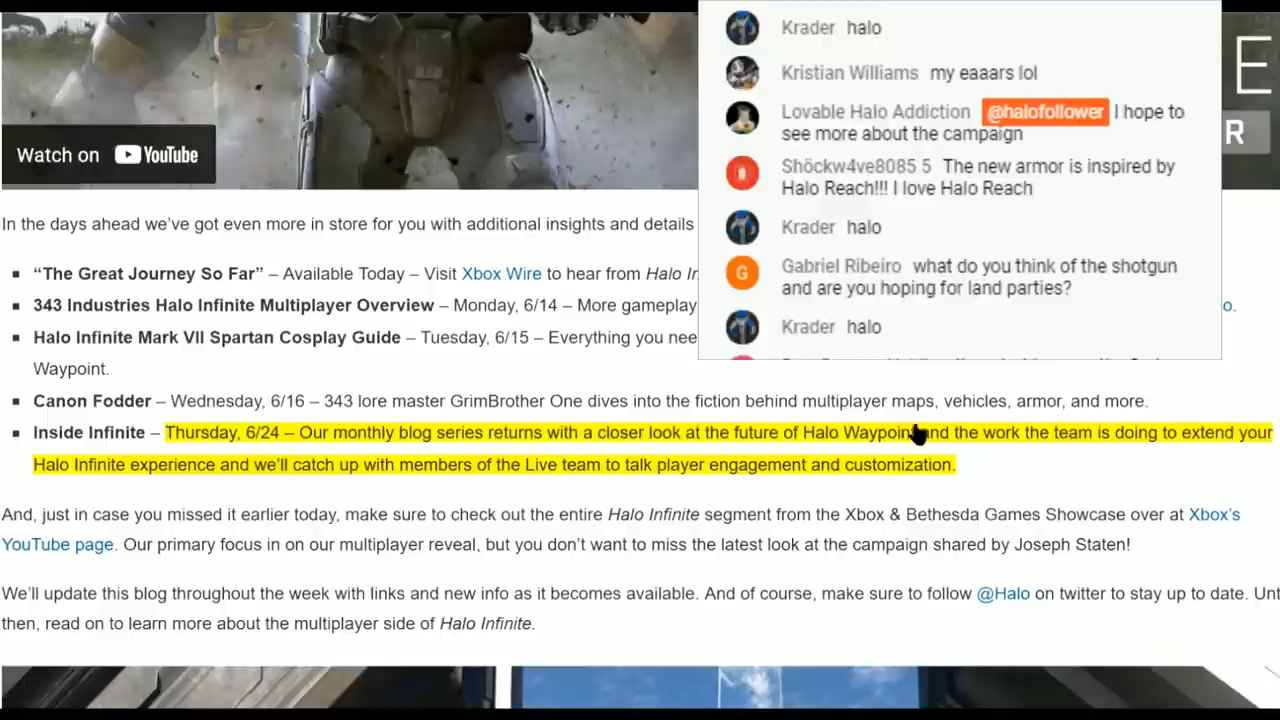 Krader halo
Kristian Williams my eaaars lol
Lovable Halo Addiction @halofollower I hope to
see more about the campaign
Shöckw4ve8085 5 The new armor is inspired by
Halo Reach!!! I love Halo Reach
Krader halo
G Gabriel Ribeiro what do you think of the shotgun
and are you hoping for land parties?
Krader halo
E
R
Watch on YouTube
In the days ahead we've got even more in store for you with additional insights and details
▪ “The Great Journey So Far” – Available Today – Visit Xbox Wire to hear from Halo In
▪ 343 Industries Halo Infinite Multiplayer Overview – Monday, 6/14 – More gameplay o.
▪ Halo Infinite Mark VII Spartan Cosplay Guide – Tuesday, 6/15 – Everything you nee
Waypoint.
▪ Canon Fodder – Wednesday, 6/16 – 343 lore master GrimBrother One dives into the fiction behind multiplayer maps, vehicles, armor, and more.
▪ Inside Infinite – Thursday, 6/24 – Our monthly blog series returns with a closer look at the future of Halo Waypoint and the work the team is doing to extend your
Halo Infinite experience and we'll catch up with members of the Live team to talk player engagement and customization.
And, just in case you missed it earlier today, make sure to check out the entire Halo Infinite segment from the Xbox & Bethesda Games Showcase over at Xbox's
YouTube page. Our primary focus in on our multiplayer reveal, but you don't want to miss the latest look at the campaign shared by Joseph Staten!
We'll update this blog throughout the week with links and new info as it becomes available. And of course, make sure to follow @Halo on twitter to stay up to date. Unt
then, read on to learn more about the multiplayer side of Halo Infinite.